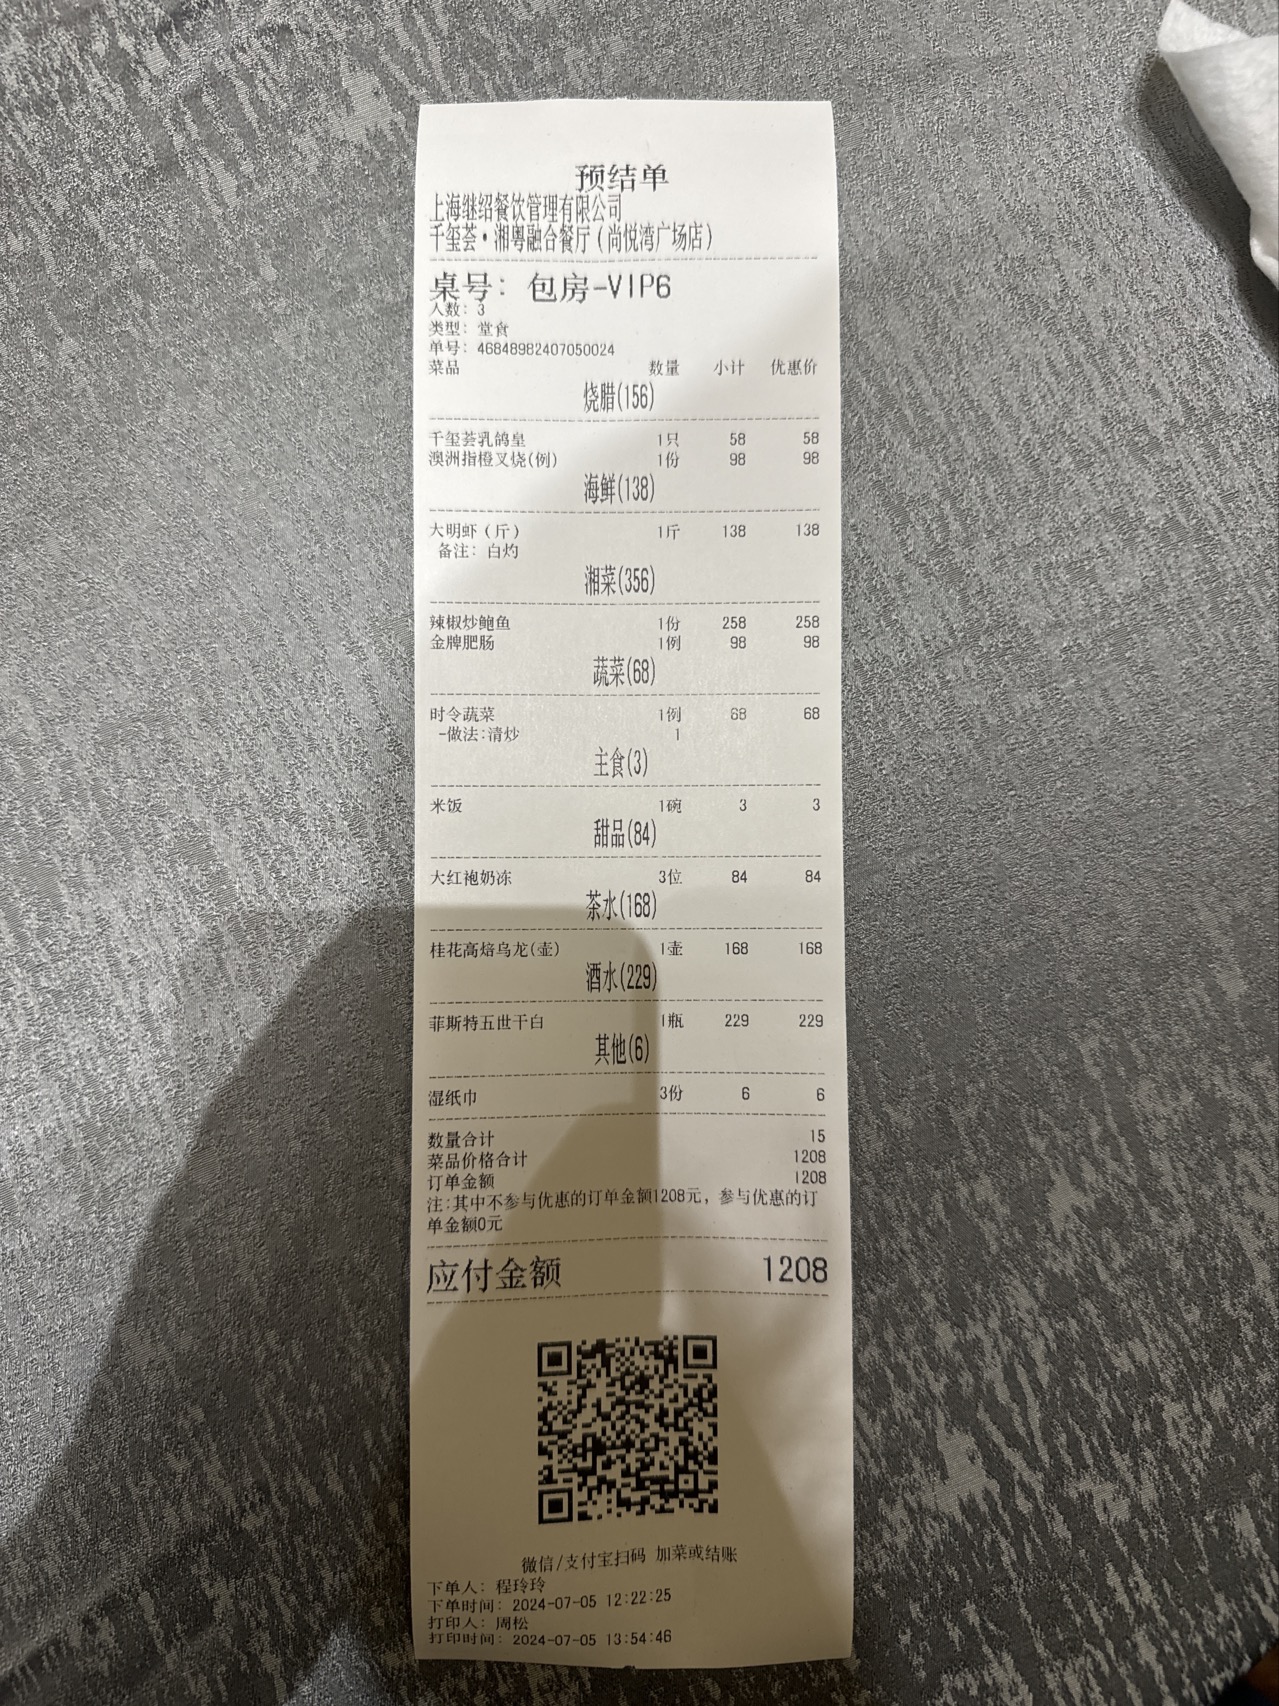 预结单
上海继绍餐饮管理有限公司
千玺荟·湘粤融合餐厅(尚悦湾广场店)
桌号: 包房-VIP6
人数: 3
类型: 堂食
单号: 46848982407050024
菜品 数量 小计 优惠价
烧腊(156)
千玺荟乳鸽皇 1只 58 58
澳洲指橙叉烧(例) 1份 98 98
海鲜(138)
大明虾(斤) 1斤 138 138
备注: 白灼
湘菜(356)
辣椒炒鲍鱼 1份 258 258
金牌肥肠 1例 98 98
蔬菜(68)
时令蔬菜 1例 68 68
-做法:清炒 1
主食(3)
米饭 1碗 3 3
甜品(84)
大红袍奶冻 3位 84 84
茶水(168)
桂花高焙乌龙(壶) 1壶 168 168
酒水(229)
菲斯特五世干白 1瓶 229 229
其他(6)
湿纸巾 3份 6 6
数量合计 15
菜品价格合计 1208
订单金额 1208
注:其中不参与优惠的订单金额1208元, 参与优惠的订
单金额0元
应付金额 1208
微信/支付宝扫码 加菜或结账
下单人: 程玲玲
下单时间: 2024-07-05 12:22:25
打印人: 周松
打印时间: 2024-07-05 13:54:46